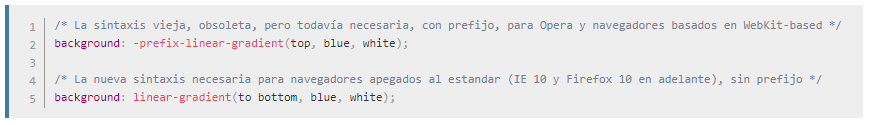 1 /* La sintaxis vieja, obsoleta, pero todavía necesaria, con prefijo, para Opera y navegadores basados en WebKit-based */
2 background: -prefix-linear-gradient(top, blue, white);
3
4 /* La nueva sintaxis necesaria para navegadores apegados al estandar (IE 10 y Firefox 10 en adelante), sin prefijo */
5 background: linear-gradient(to bottom, blue, white);